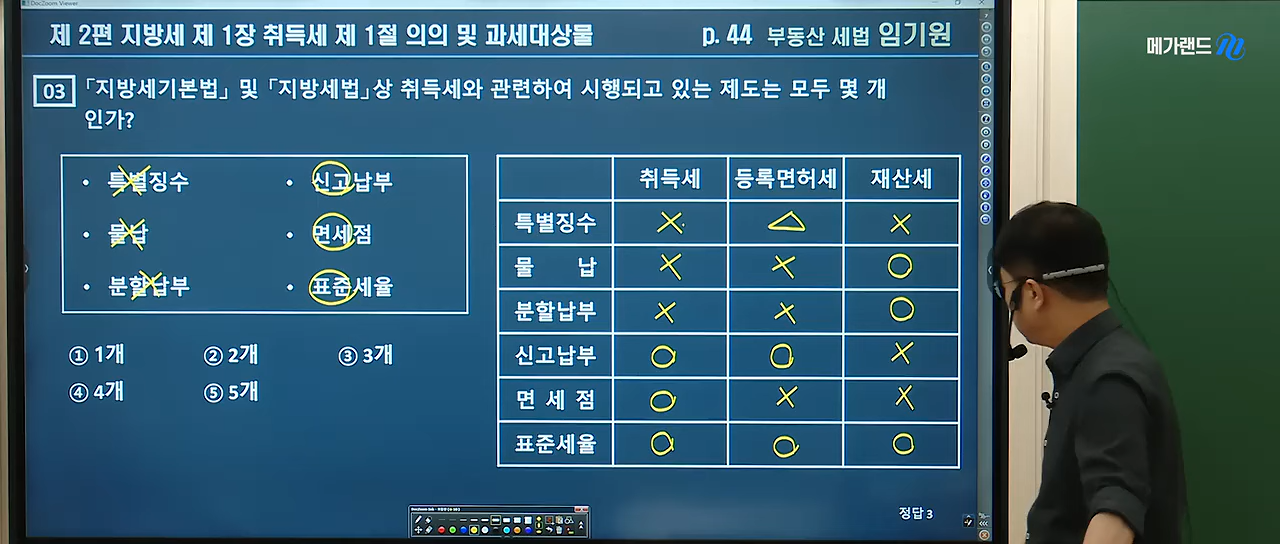 DocZoom Viewer
제 2편 지방세 제 1장 취득세 제 1절 의의 및 과세대상물 p. 44 부동산 세법 임기원
메가랜드
03 「지방세기본법」 및 「지방세법」상 취득세와 관련하여 시행되고 있는 제도는 모두 몇 개
인가?
• 특별징수 • 신고납부
• 물납 • 면세점
• 분할납부 • 표준세율
① 1개 ② 2개 ③ 3개
④ 4개 ⑤ 5개
취득세 등록면허세 재산세
특별징수 × △ ×
물 납 × × ○
분할납부 × × ○
신고납부 ○ ○ ×
면 세 점 ○ × ×
표준세율 ○ ○ ○
정답 3